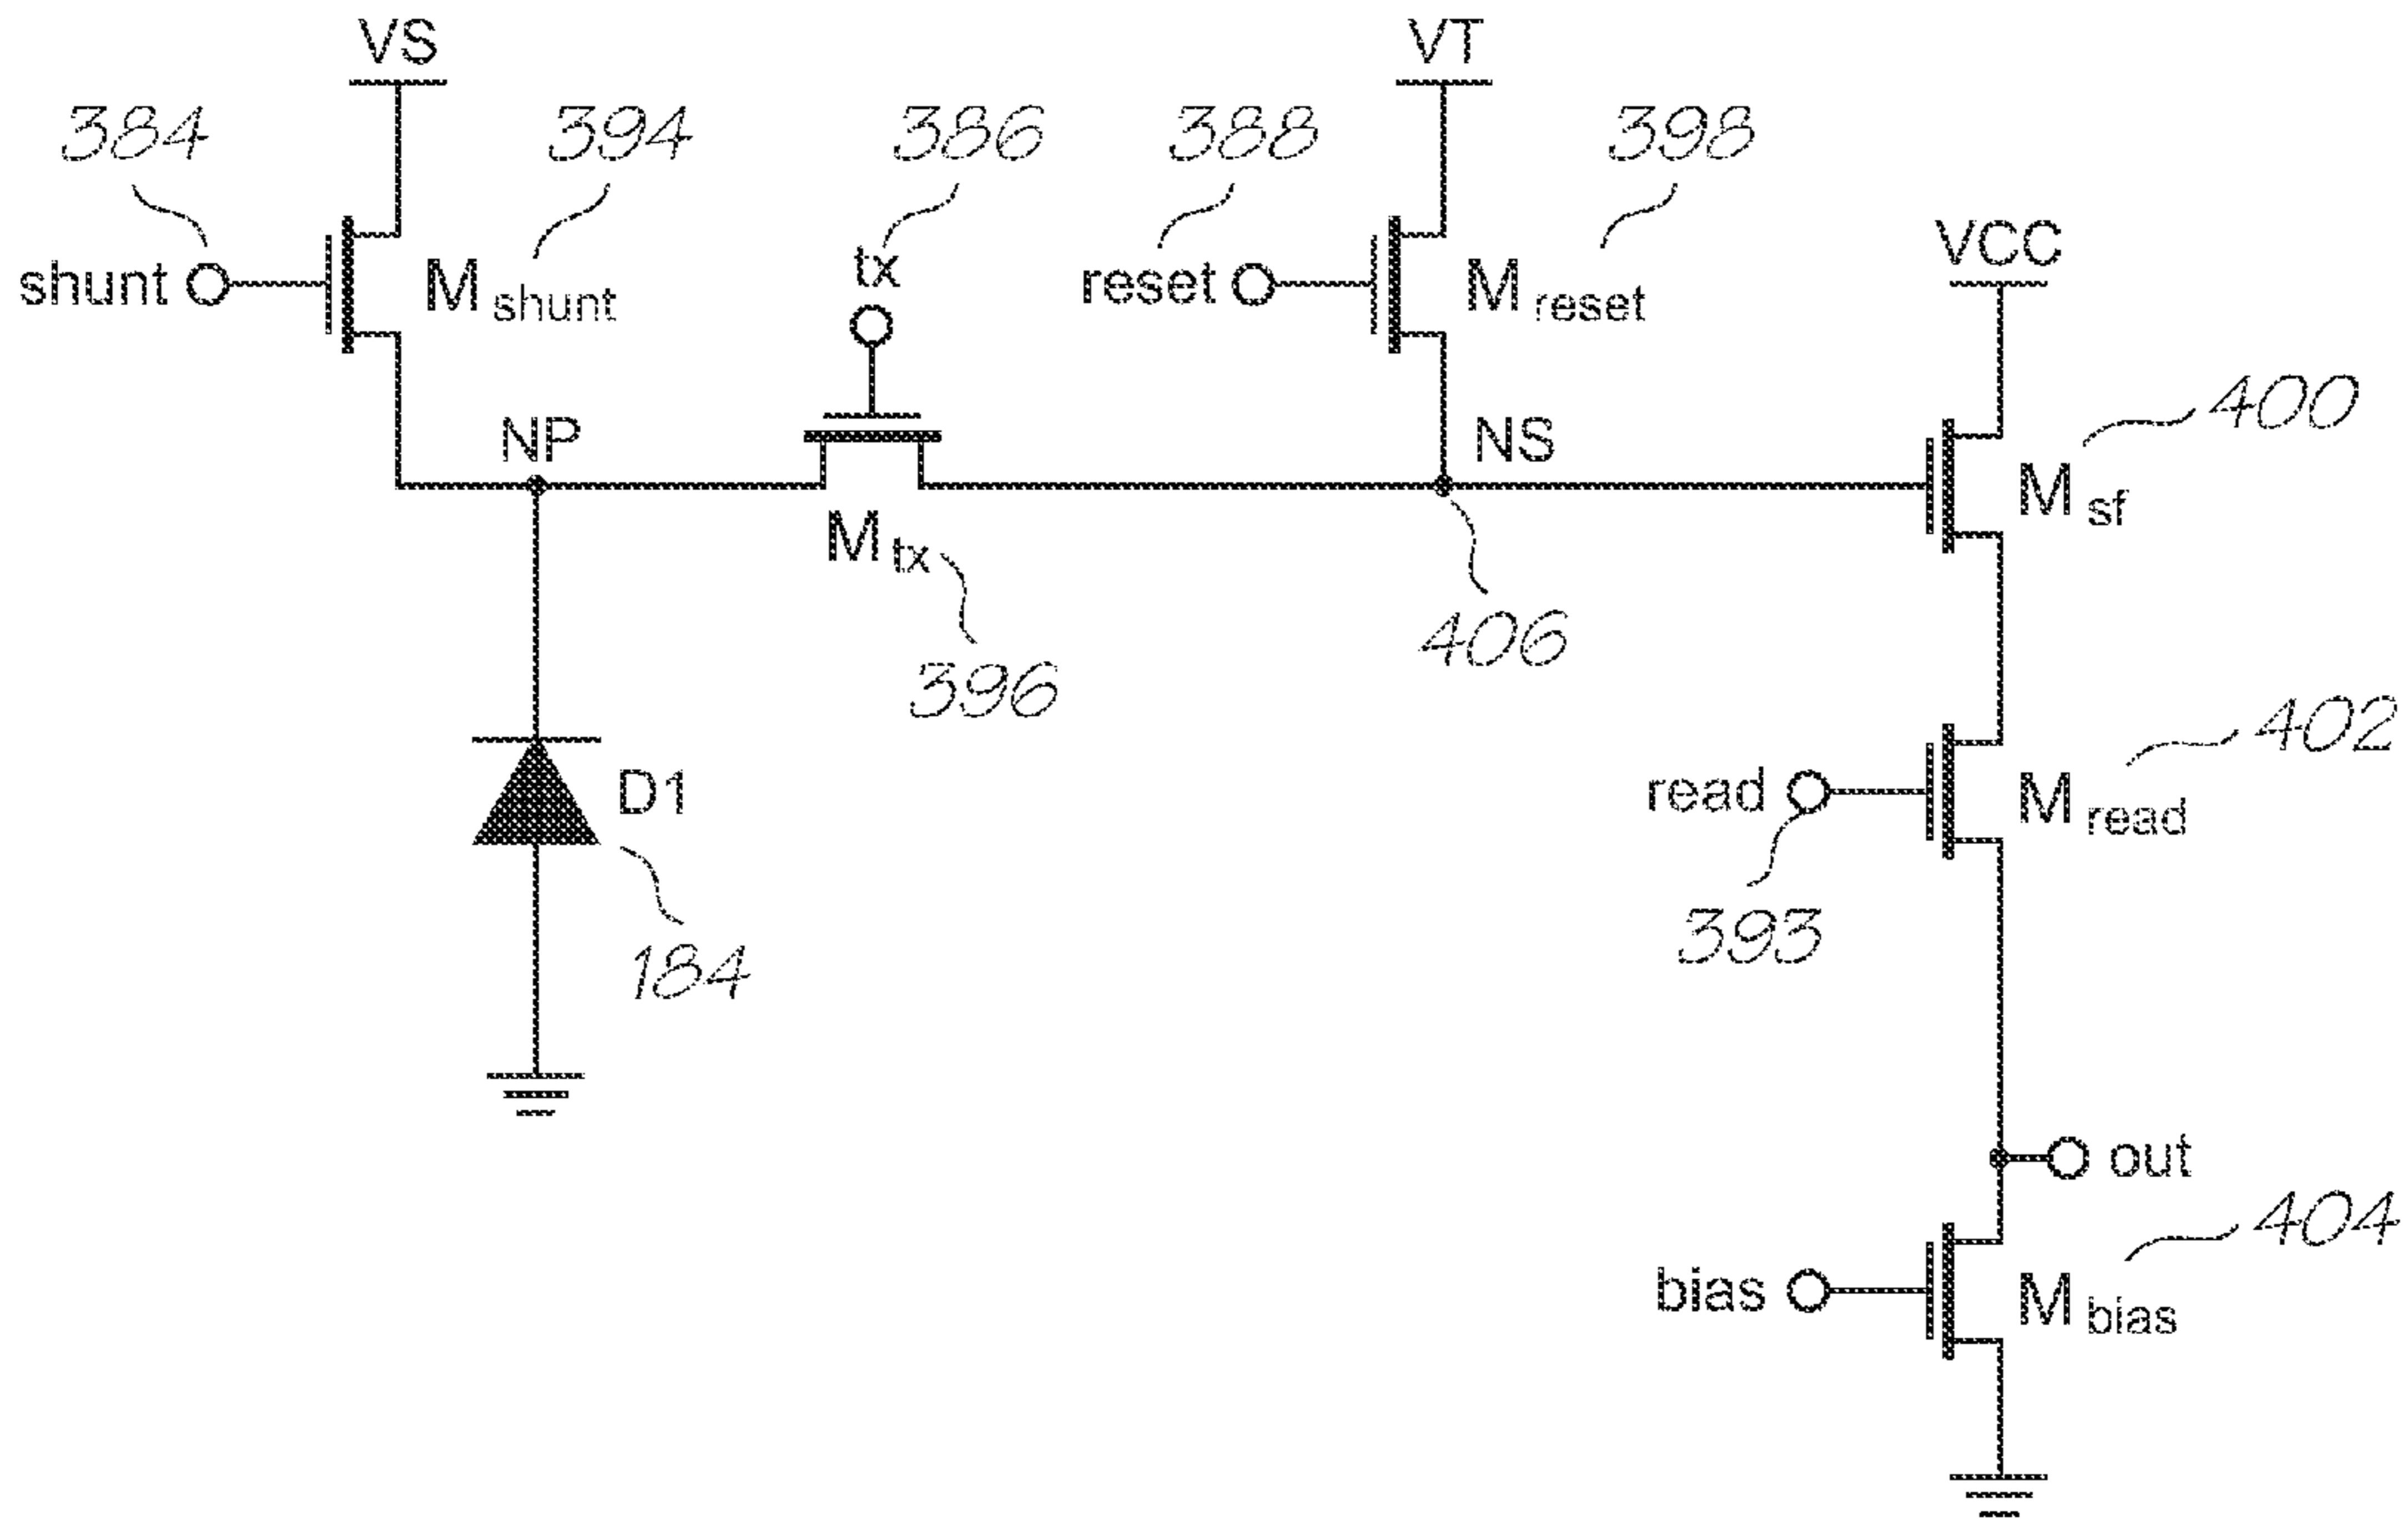 VS
VT
384
394
386
388
398
VCC
shunt
M shunt
tx
reset
M reset
400
NP
NS
M sf
M tx
406
396
402
read
M read
D1
393
184
out
404
bias
M bias